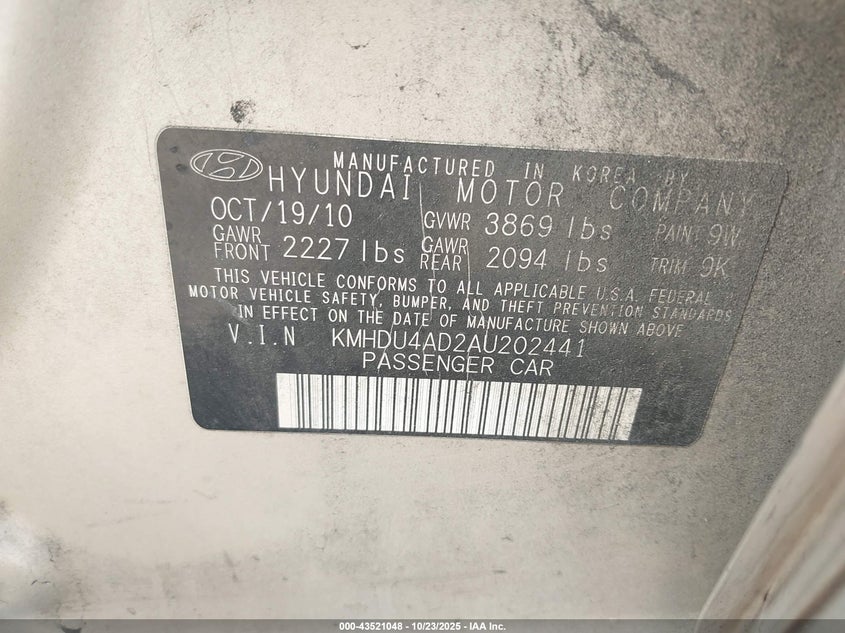 MANUFACTURED IN KOREA BY
HYUNDAI MOTOR COMPANY
OCT/19/10 GVWR 3869 lbs PAINT 9W
GAWR FRONT 2227 lbs GAWR REAR 2094 lbs TRIM 9K
THIS VEHICLE CONFORMS TO ALL APPLICABLE U.S.A. FEDERAL
MOTOR VEHICLE SAFETY, BUMPER, AND THEFT PREVENTION STANDARDS
IN EFFECT ON THE DATE OF MANUFACTURE SHOWN ABOVE
V.I.N KMHDU4AD2AU202441
PASSENGER CAR
000-43521048 - 10/23/2025 - IAA Inc.